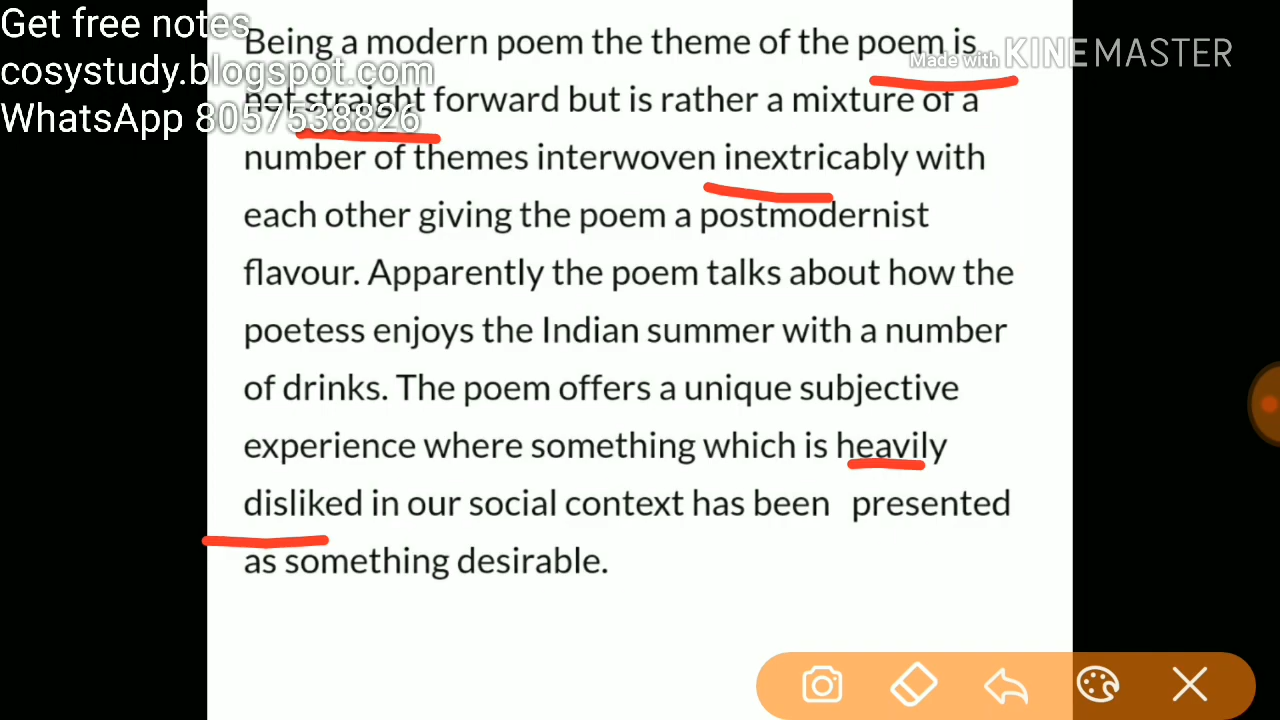 Get free notes
cosystudy.blogspot.com
WhatsApp 8057538826
Made with KINEMASTER
Being a modern poem the theme of the poem is
not straight forward but is rather a mixture of a
number of themes interwoven inextricably with
each other giving the poem a postmodernist
flavour. Apparently the poem talks about how the
poetess enjoys the Indian summer with a number
of drinks. The poem offers a unique subjective
experience where something which is heavily
disliked in our social context has been presented
as something desirable.